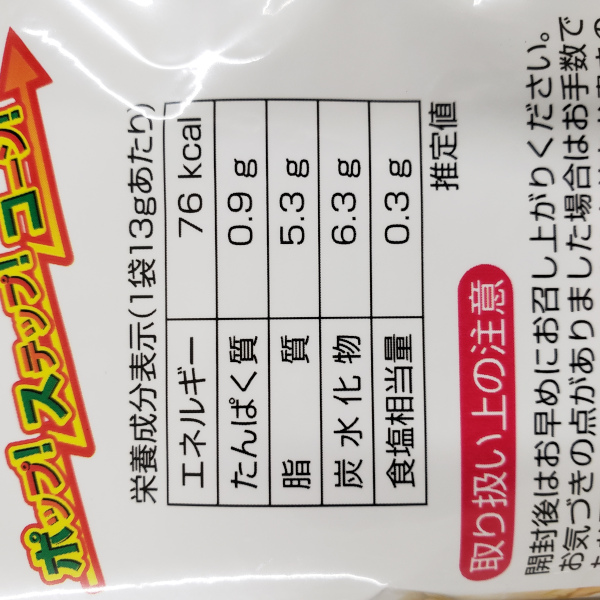 ポップ!ステップ!コーン!
栄養成分表示(1袋13gあたり)
エネルギー 76 kcal
たんぱく質 0.9 g
脂質 5.3 g
炭水化物 6.3 g
食塩相当量 0.3 g
推定値
取り扱い上の注意
開封後はお早めにお召し上がりください。
お気づきの点がありました場合はお手数で